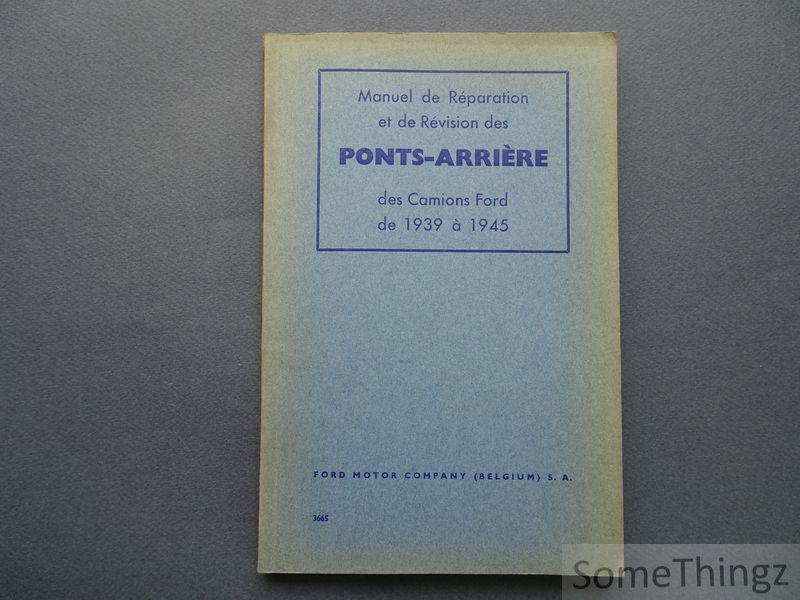 Manuel de Réparation
et de Révision des
PONTS-ARRIÈRE
des Camions Ford
de 1939 à 1945
FORD MOTOR COMPANY (BELGIUM) S. A.
3665
SomeThingz